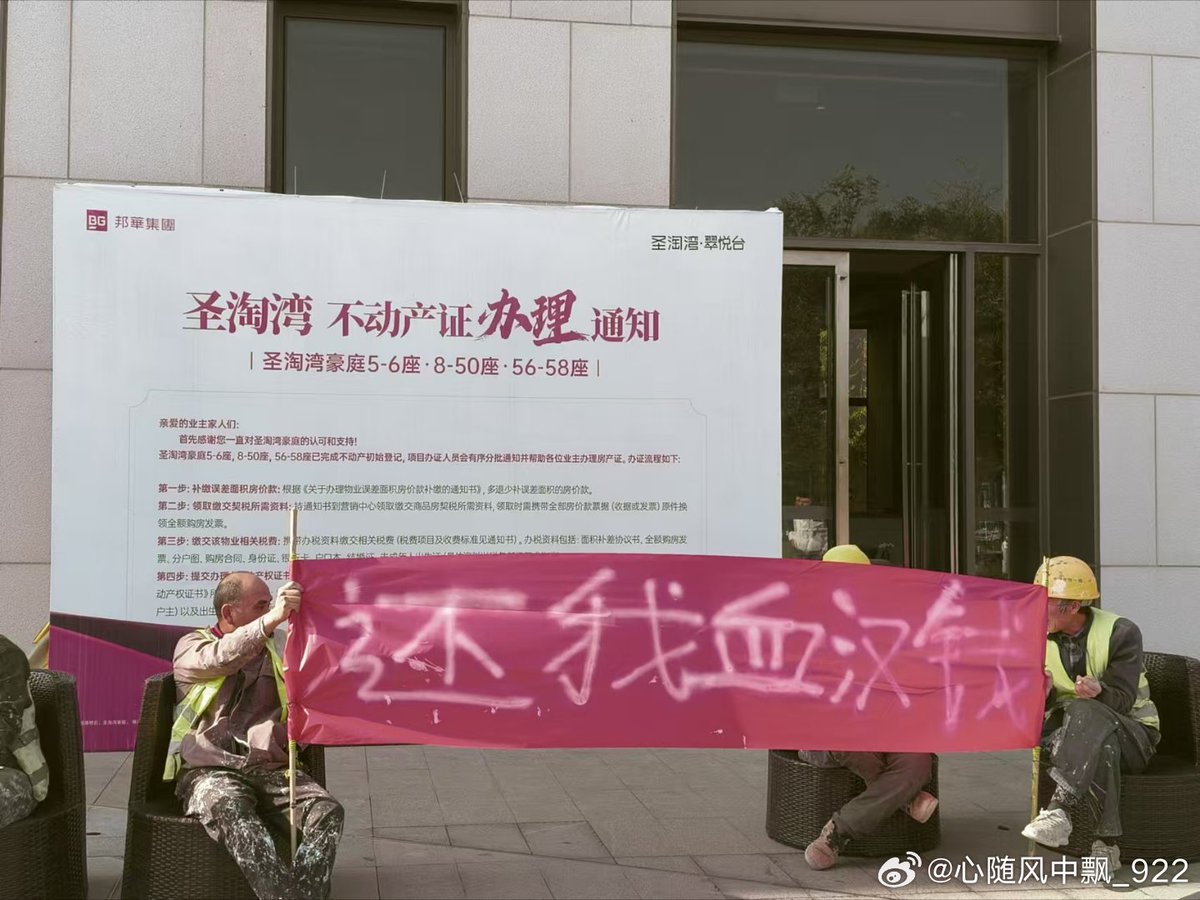 BG 邦華集團
圣淘湾·翠悦台
圣淘湾 不动产证办理通知
圣淘湾豪庭5-6座·8-50座·56-58座
亲爱的业主家人们:
首先感谢您一直对圣淘湾豪庭的认可和支持!
圣淘湾豪庭5-6座, 8-50座, 56-58座已完成不动产初始登记, 项目办证人员会有序分批通知并帮助各位业主办理房产证。办证流程如下:
第一步: 补缴误差面积房价款: 根据《关于办理物业误差面积房价款补缴的通知书》, 多退少补误差面积的房价款。
第二步: 领取缴交契税所需资料: 持通知书到营销中心领取缴交商品房契税所需资料, 领取时需携带全部房价款票据 (收据或发票) 原件换
领全额购房发票。
第三步: 缴交该物业相关税费: 携带办税资料缴交相关税费 (税费项目及收费标准见通知书) 。办税资料包括: 面积补差协议书、全额购房发
票、分户图、购房合同、身份证、
第四步: 提交办理
动产权证书》
户主) 以及出生
还我血汉钱
@心随风中飘_922